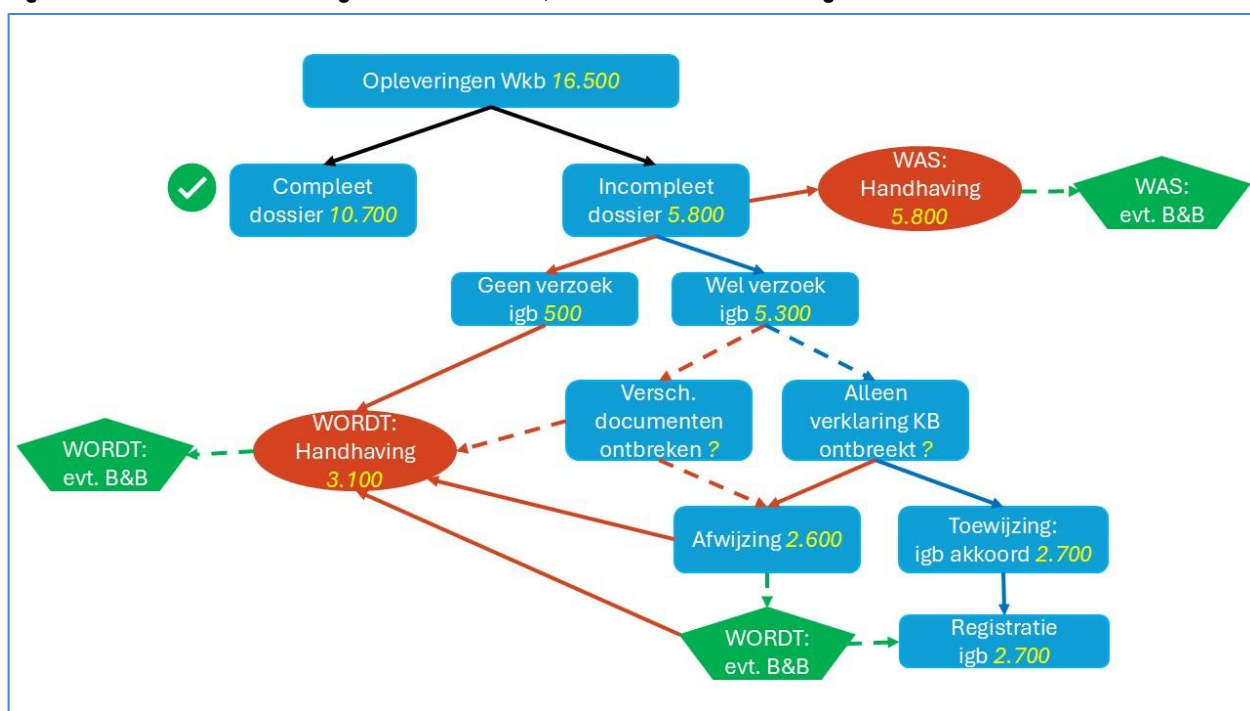 Opleveringen Wkb 16.500
Compleet
dossier 10.700
Incompleet
dossier 5.800
WAS:
Handhaving
5.800
WAS:
evt. B&B
Geen verzoek
igb 500
Wel verzoek
igb 5.300
Versch.
documenten
ontbreken ?
Alleen
verklaring KB
ontbreekt ?
WORDT:
evt. B&B
WORDT:
Handhaving
3.100
Afwijzing 2.600
Toewijzing:
igb akkoord 2.700
WORDT:
evt. B&B
Registratie
igb 2.700